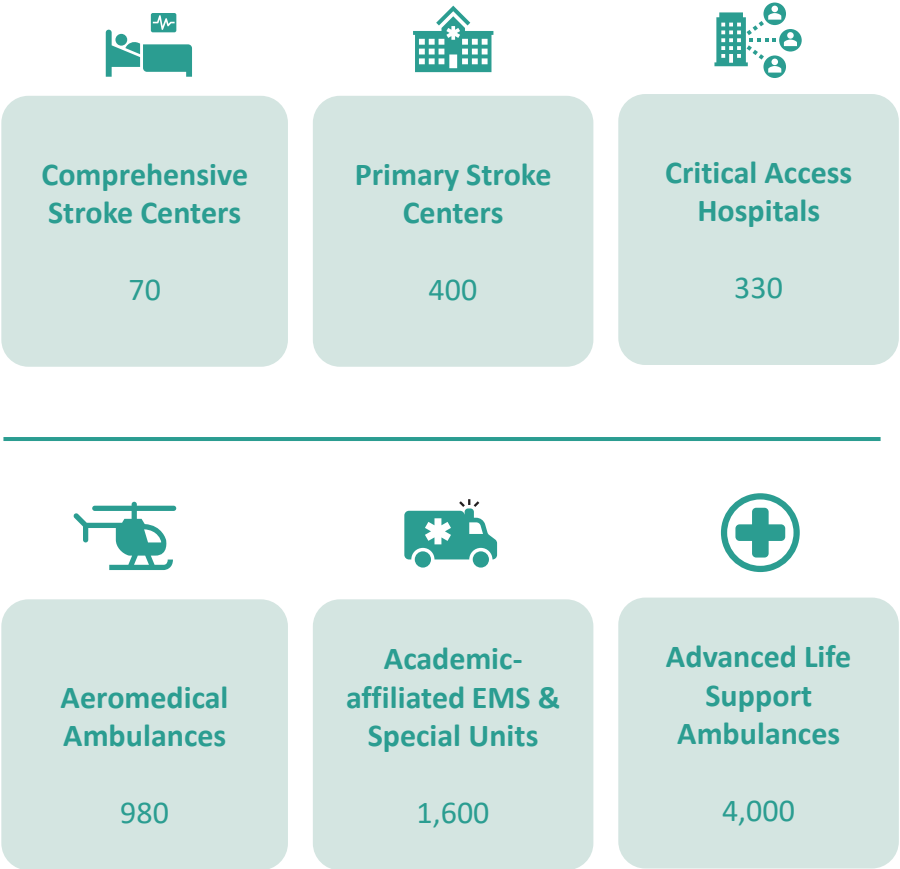 Comprehensive
Stroke Centers
70
Primary Stroke
Centers
400
Critical Access
Hospitals
330
Aeromedical
Ambulances
980
Academic-
affiliated EMS &
Special Units
1,600
Advanced Life
Support
Ambulances
4,000